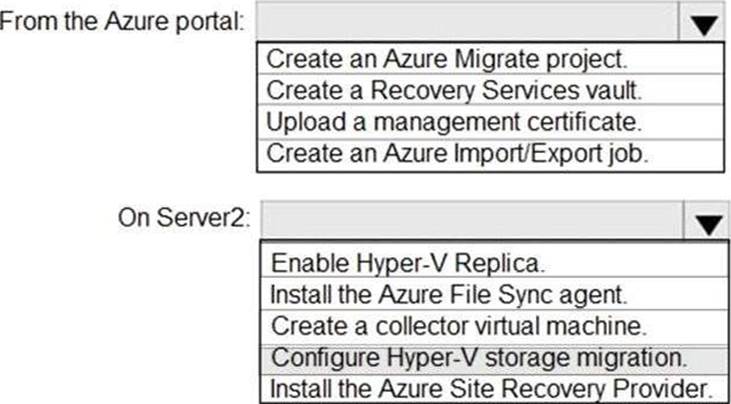 From the Azure portal:
Create an Azure Migrate project.
Create a Recovery Services vault.
Upload a management certificate.
Create an Azure Import/Export job.
On Server2:
Enable Hyper-V Replica.
Install the Azure File Sync agent.
Create a collector virtual machine.
Configure Hyper-V storage migration.
Install the Azure Site Recovery Provider.